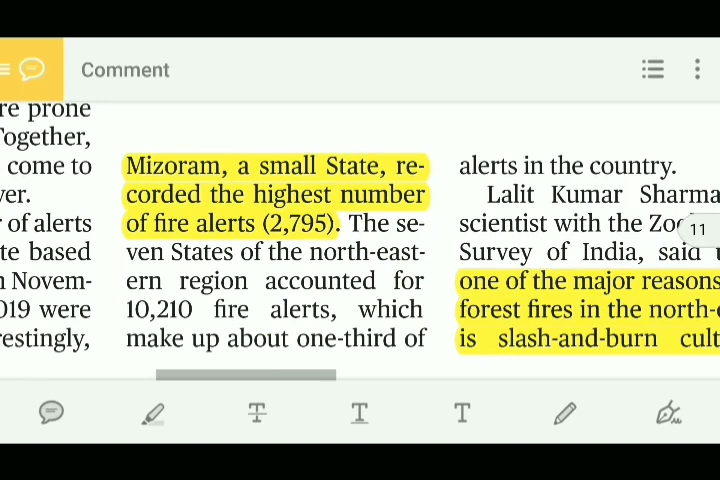 Comment
re prone
Together,
come to
ver.
of alerts
te based
Novem-
019 were
restingly,
Mizoram, a small State, re-
corded the highest number
of fire alerts (2,795). The se-
ven States of the north-east-
ern region accounted for
10,210 fire alerts, which
make up about one-third of
alerts in the country.
Lalit Kumar Sharma
scientist with the
Survey of India, said
one of the major reasons
forest fires in the north-e
is slash-and-burn cult
11
T
T
T